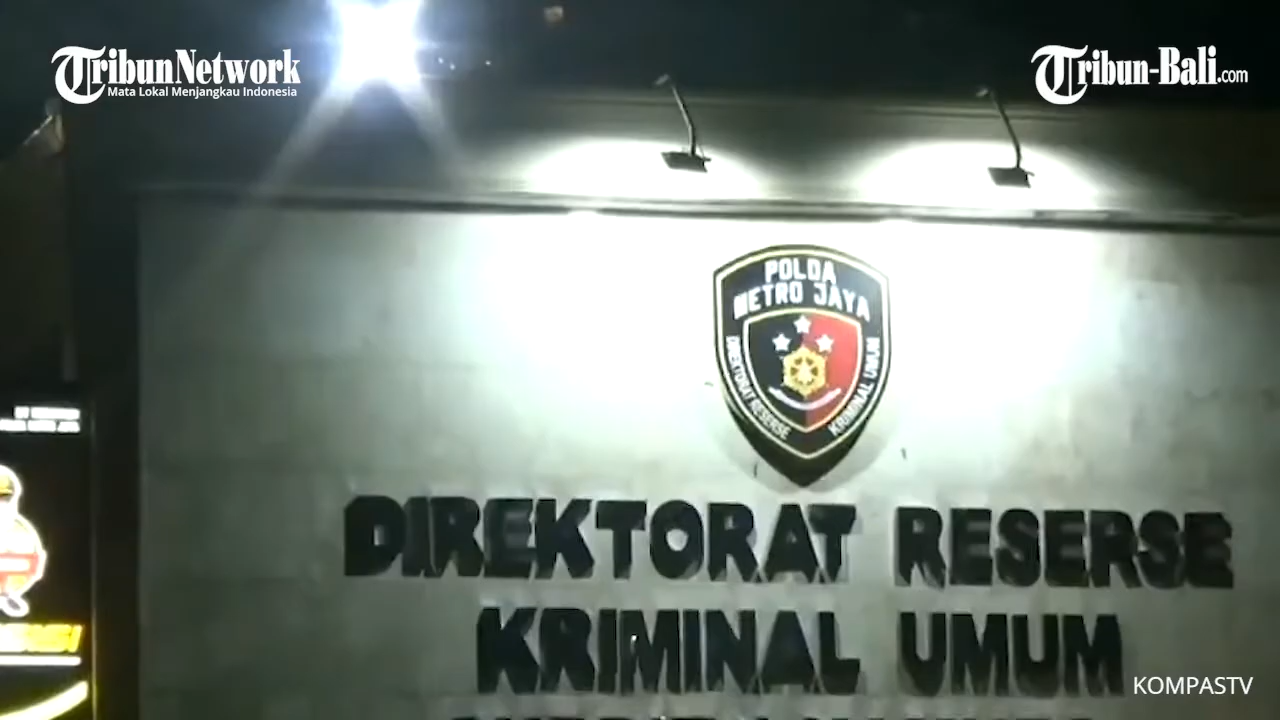 TribunNetwork
Mata Lokal Menjangkau Indonesia
Tribun-Bali.com
POLDA
METRO JAYA
DIREKTORAT RESERSE
KRIMINAL UMUM
DIREKTORAT RESERSE
KRIMINAL UMUM
KOMPASTV